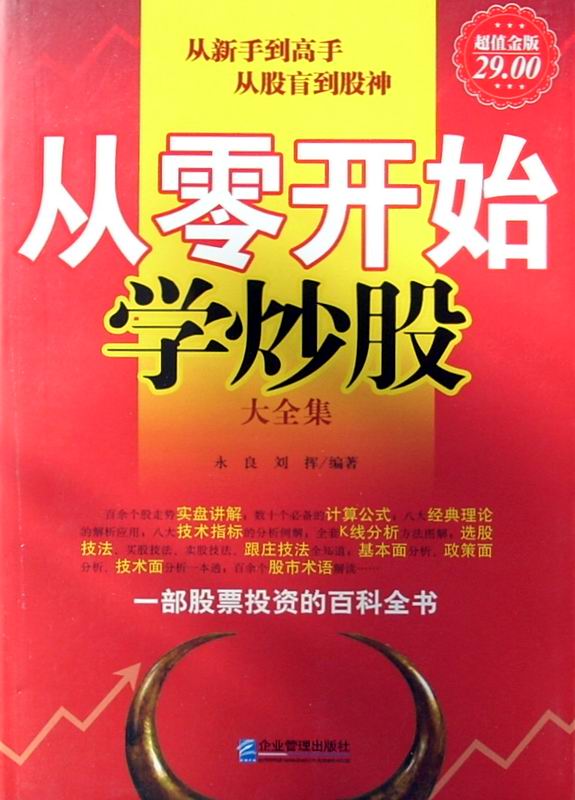 从新手到高手
从股盲到股神
超值金版
29.00
从零开始
学炒股
大全集
永良 刘挥/编著
百余个股走势实盘讲解;数十个必备的计算公式;八大经典理论
的解析应用;八大技术指标的分析例解;全套K线分析方法图解;选股
技法、买股技法、卖股技法、跟庄技法全知道;基本面分析、政策面
分析、技术面分析一本通;百余个股市术语解读……
一部股票投资的百科全书
企业管理出版社